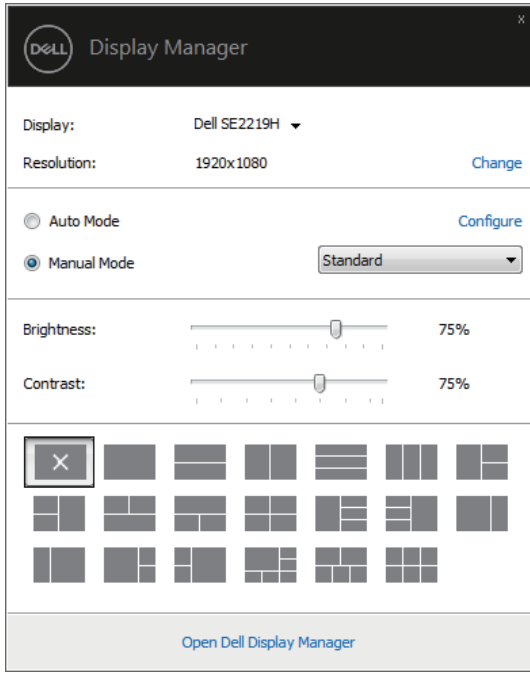 x
DELL Display Manager
Display: Dell SE2219H
Resolution: 1920x1080 Change
Auto Mode Configure
Manual Mode Standard
Brightness: 75%
Contrast: 75%
Open Dell Display Manager